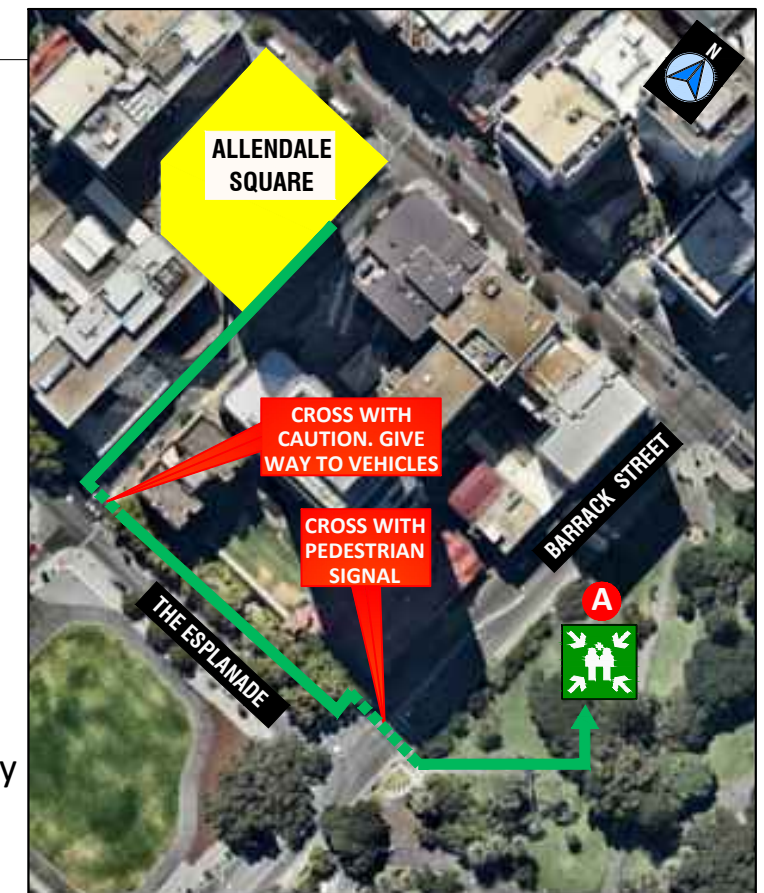 N
ALLENDALE
SQUARE
CROSS WITH
CAUTION. GIVE
WAY TO VEHICLES
CROSS WITH
PEDESTRIAN
SIGNAL
BARRACK STREET
A
THE ESPLANADE
y